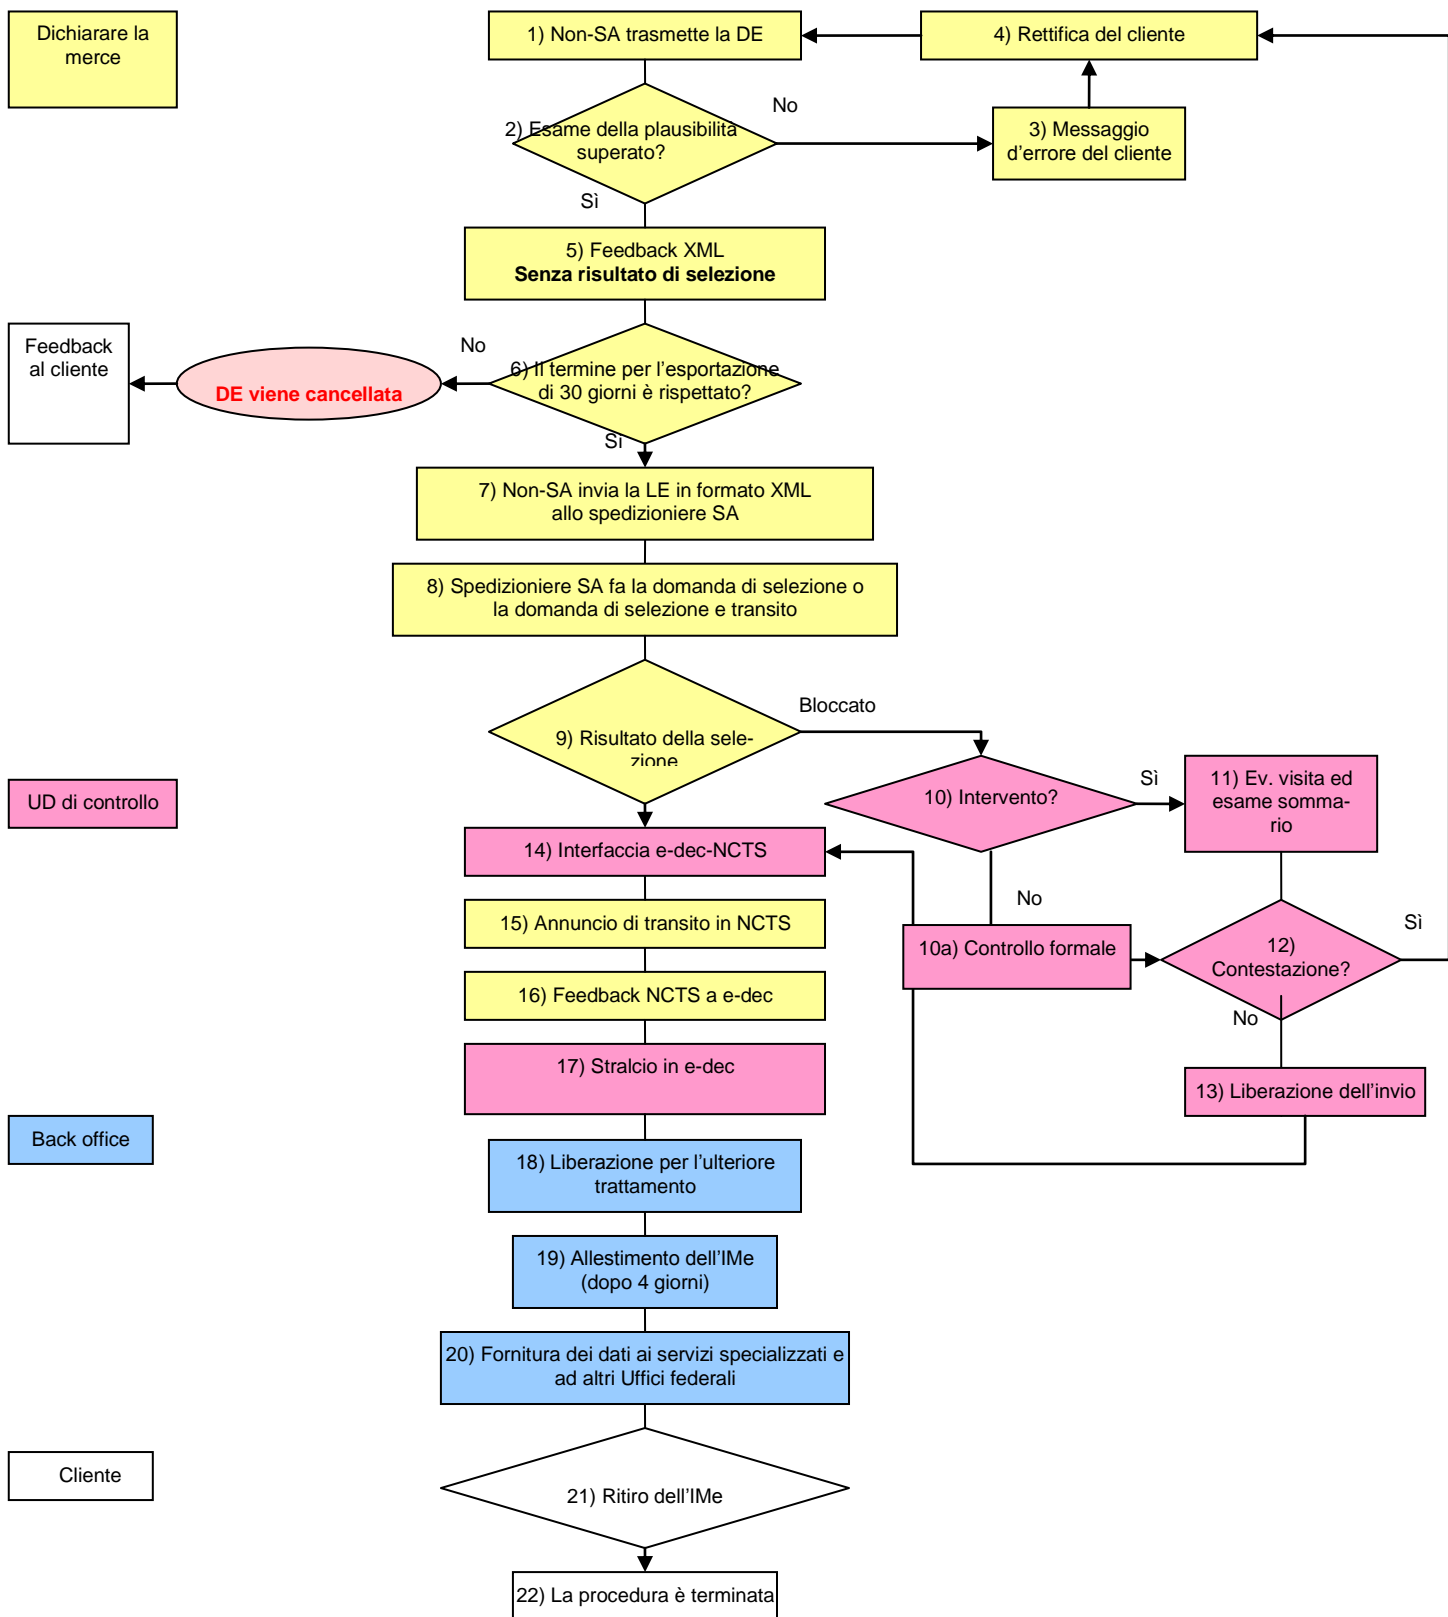 Dichiarare la
merce
1) Non-SA trasmette la DE
4) Rettifica del cliente
No
2) Esame della plausibilità
superato?
3) Messaggio
d'errore del cliente
Sì
5) Feedback XML
Senza risultato di selezione
Feedback
al cliente
No
DE viene cancellata
6) Il termine per l'esportazione
di 30 giorni è rispettato?
Sì
7) Non-SA invia la LE in formato XML
allo spedizioniere SA
8) Spedizioniere SA fa la domanda di selezione o
la domanda di selezione e transito
Bloccato
9) Risultato della sele-
zione
UD di controllo
10) Intervento?
Sì
11) Ev. visita ed
esame somma-
rio
14) Interfaccia e-dec-NCTS
No
15) Annuncio di transito in NCTS
10a) Controllo formale
12)
Contestazione?
Sì
16) Feedback NCTS a e-dec
No
17) Stralcio in e-dec
13) Liberazione dell'invio
Back office
18) Liberazione per l'ulteriore
trattamento
19) Allestimento dell'IMe
(dopo 4 giorni)
20) Fornitura dei dati ai servizi specializzati e
ad altri Uffici federali
Cliente
21) Ritiro dell'IMe
22) La procedura è terminata